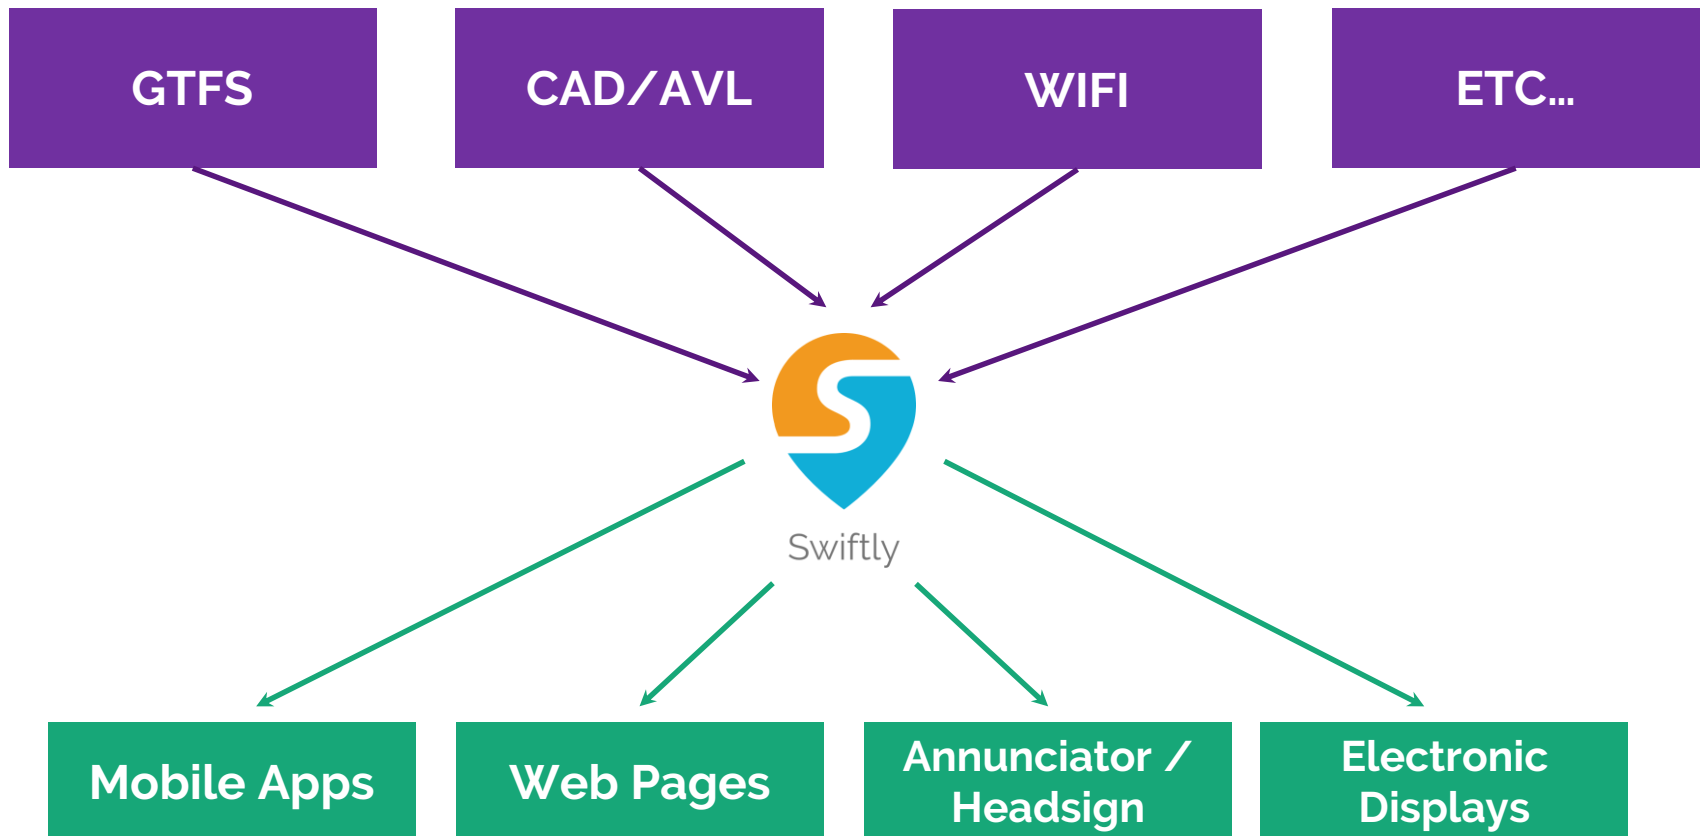 GTFS
CAD/AVL
WIFI
ETC...
Swiftly
Mobile Apps
Web Pages
Annunciator /
Headsign
Electronic
Displays